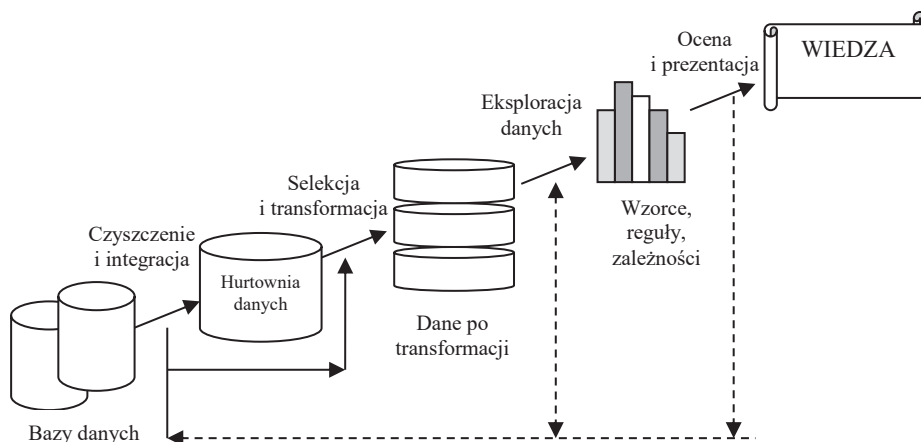 Ocena
i prezentacja
WIEDZA
Eksploracja
danych
Selekcja
i transformacja
Wzorce,
reguły,
zależności
Czyszczenie
i integracja
Hurtownia
danych
Dane po
transformacji
Bazy danych